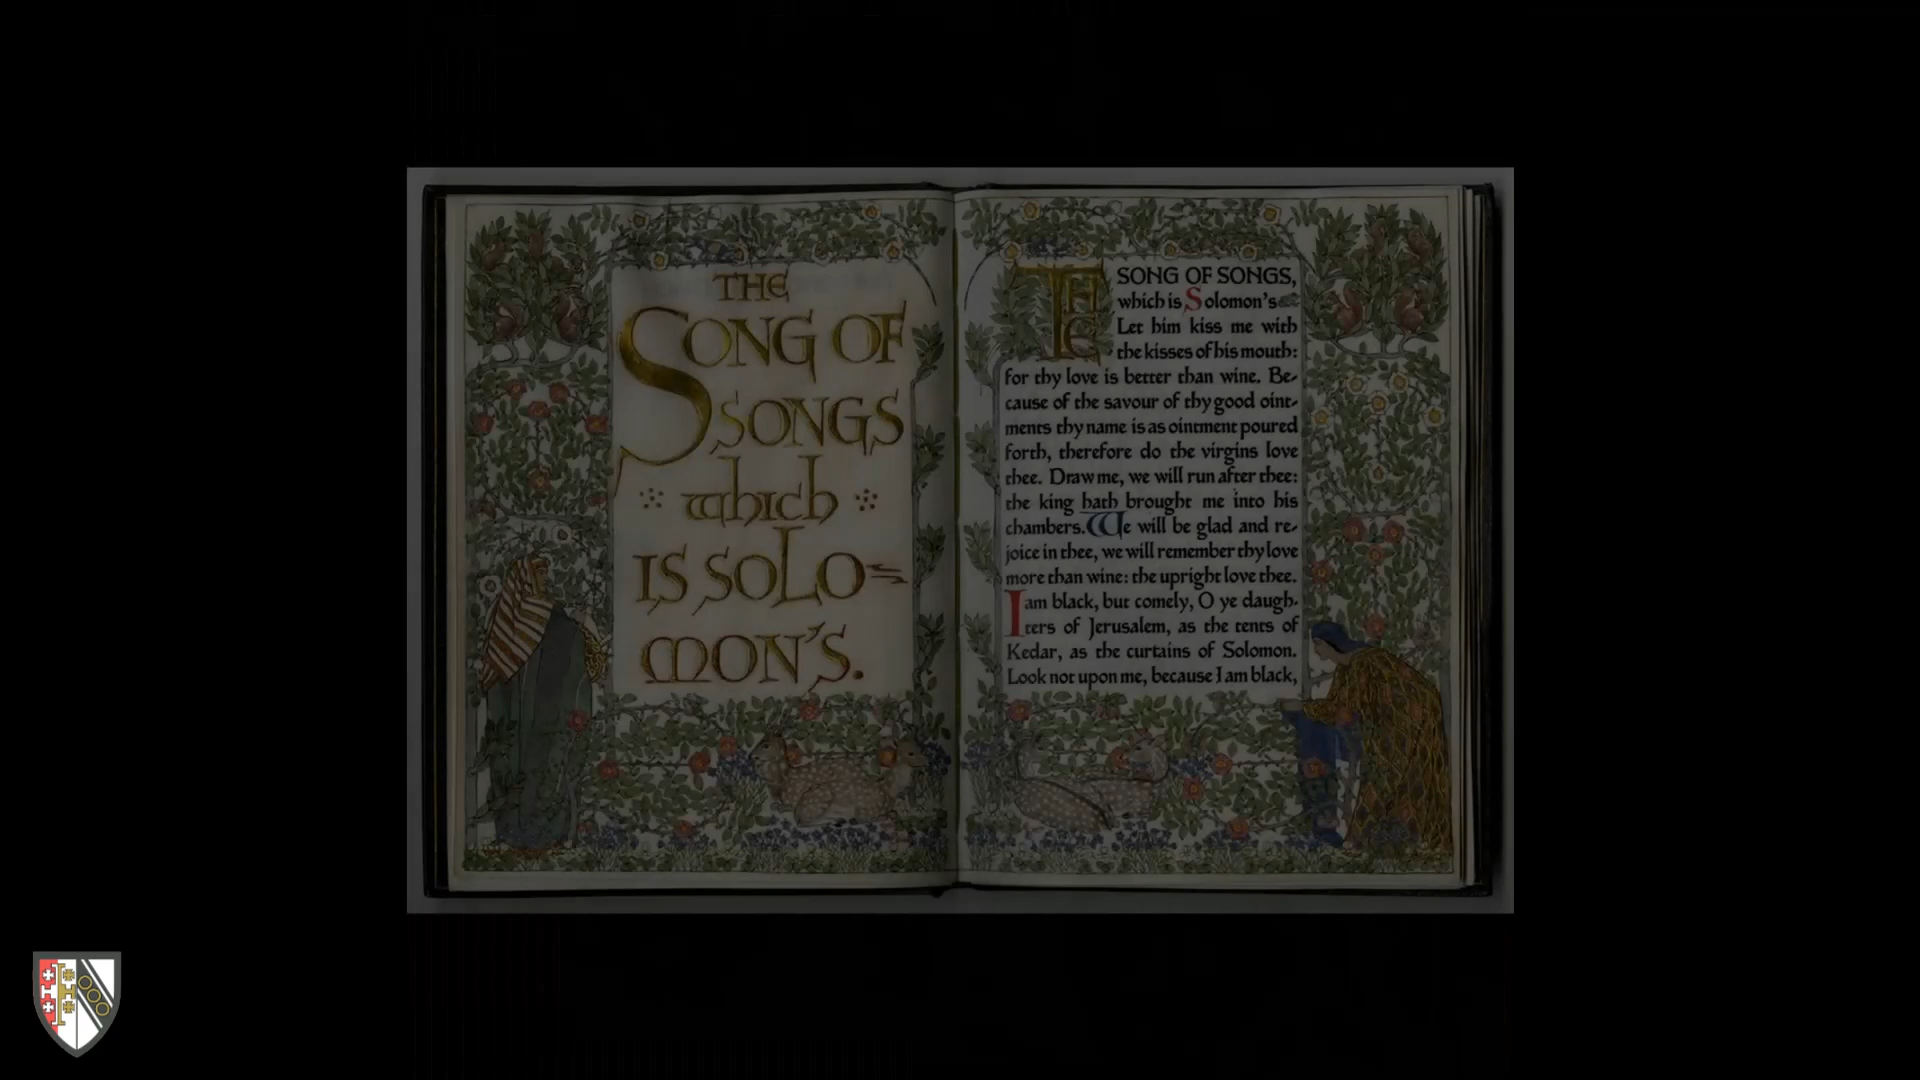 THE
SONG OF
SONGS
which
IS SOLO=
MON'S.
THE SONG OF SONGS,
which is Solomon's
Let him kiss me with
the kisses of his mouth:
for thy love is better than wine. Be-
cause of the savour of thy good oint-
ments thy name is as ointment poured
forth, therefore do the virgins love
thee. Draw me, we will run after thee:
the king hath brought me into his
chambers. We will be glad and re-
joice in thee, we will remember thy love
more than wine: the upright love thee.
I am black, but comely, O ye daugh-
ters of Jerusalem, as the tents of
Kedar, as the curtains of Solomon.
Look not upon me, because I am black,